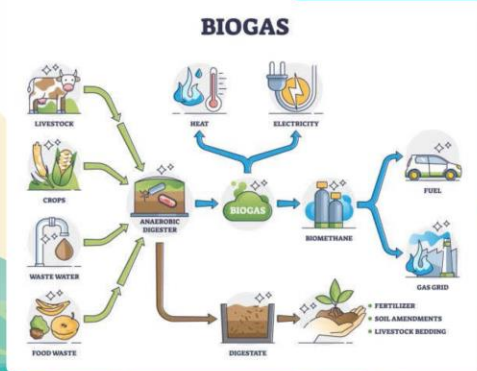 BIOGAS
LIVESTOCK
HEAT
ELECTRICITY
CROPS
ANAEROBIC
DIGESTER
BIOGAS
BIOMETHANE
FUEL
WASTE WATER
GAS GRID
FOOD WASTE
DIGESTATE
FERTILIZER
SOIL AMENDMENTS
LIVESTOCK BEDDING